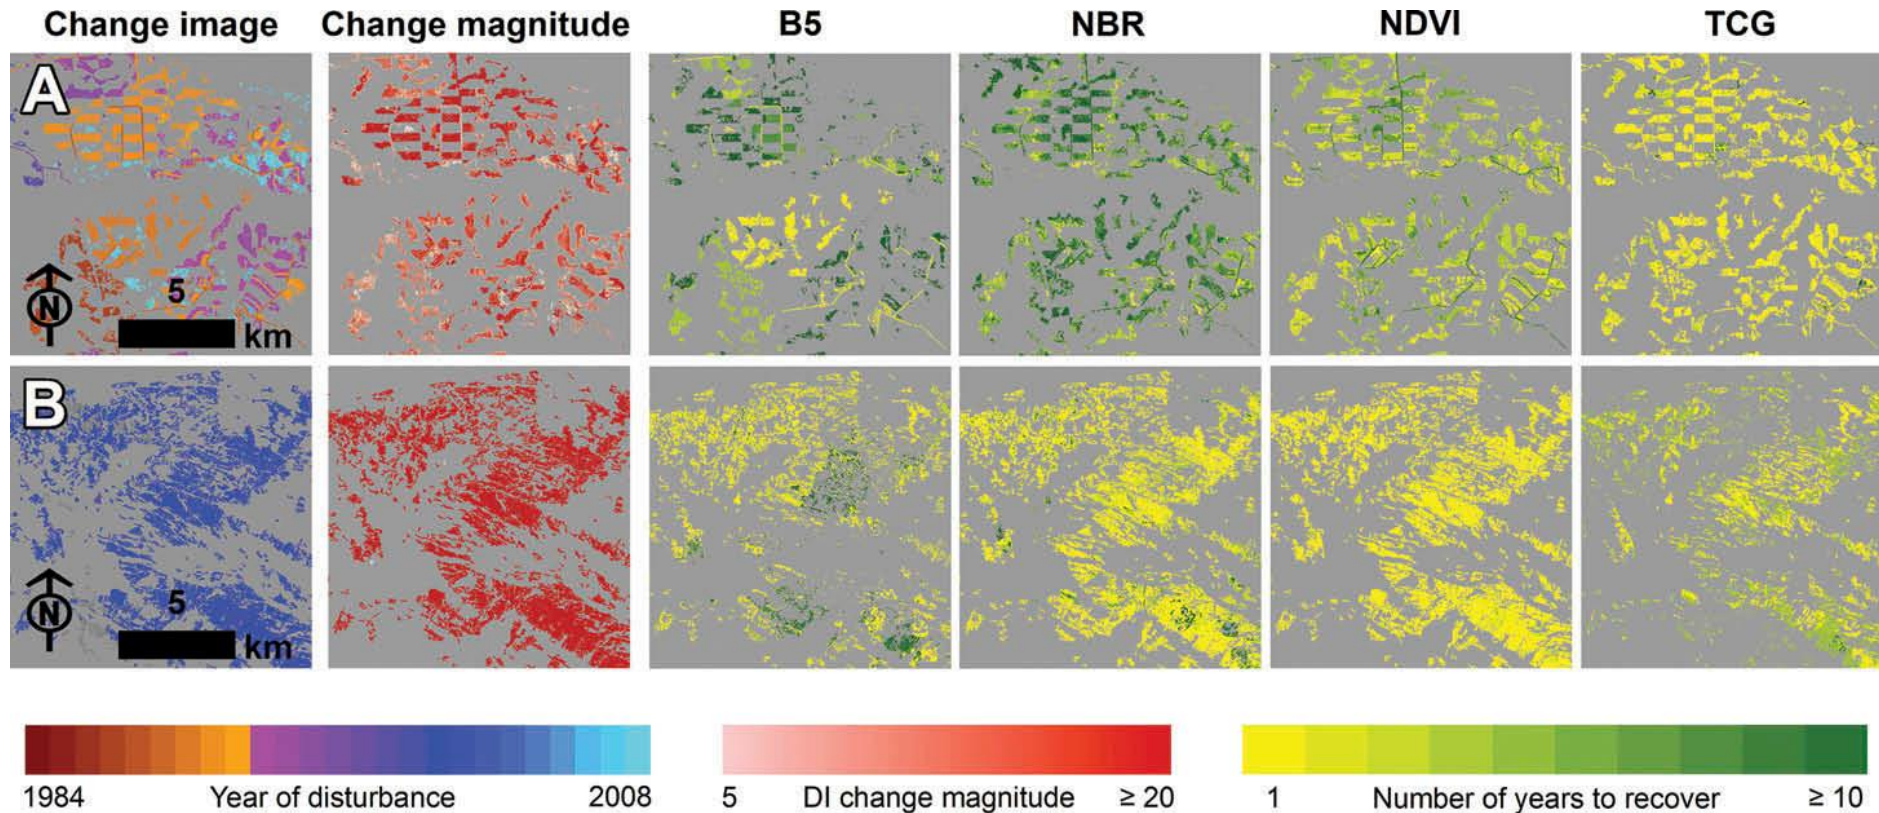 Change image Change magnitude B5 NBR NDVI TCG
A
N 5 km
B
N 5 km
1984 Year of disturbance 2008 5 DI change magnitude ≥ 20 1 Number of years to recover ≥ 10